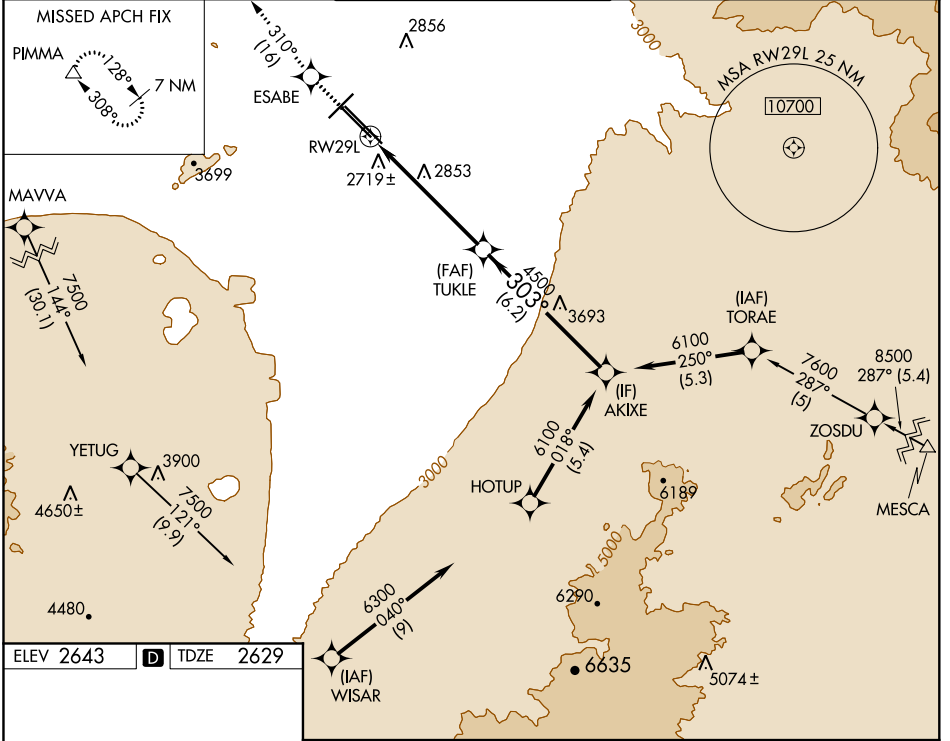 MISSED APCH FIX
PIMMA
128°
308°
7 NM
310°
(16)
ESABE
2856
3000
MSA RW29L 25 NM
10700
RW29L
2719±
2853
3699
MAVVA
7500
144°
(30.1)
(FAF)
TUKLE
4500
303°
(6.2)
3693
(IAF)
TORAE
6100
250°
(5.3)
7600
287°
(5)
8500
287° (5.4)
(IF)
AKIXE
ZOSDU
MESCA
YETUG
3900
4650±
7500
121°
(9.9)
3000
HOTUP
6100
018°
(5.4)
6189
5000
4480
6300
040°
(9)
6290
6635
5074±
(IAF)
WISAR
ELEV 2643 D TDZE 2629